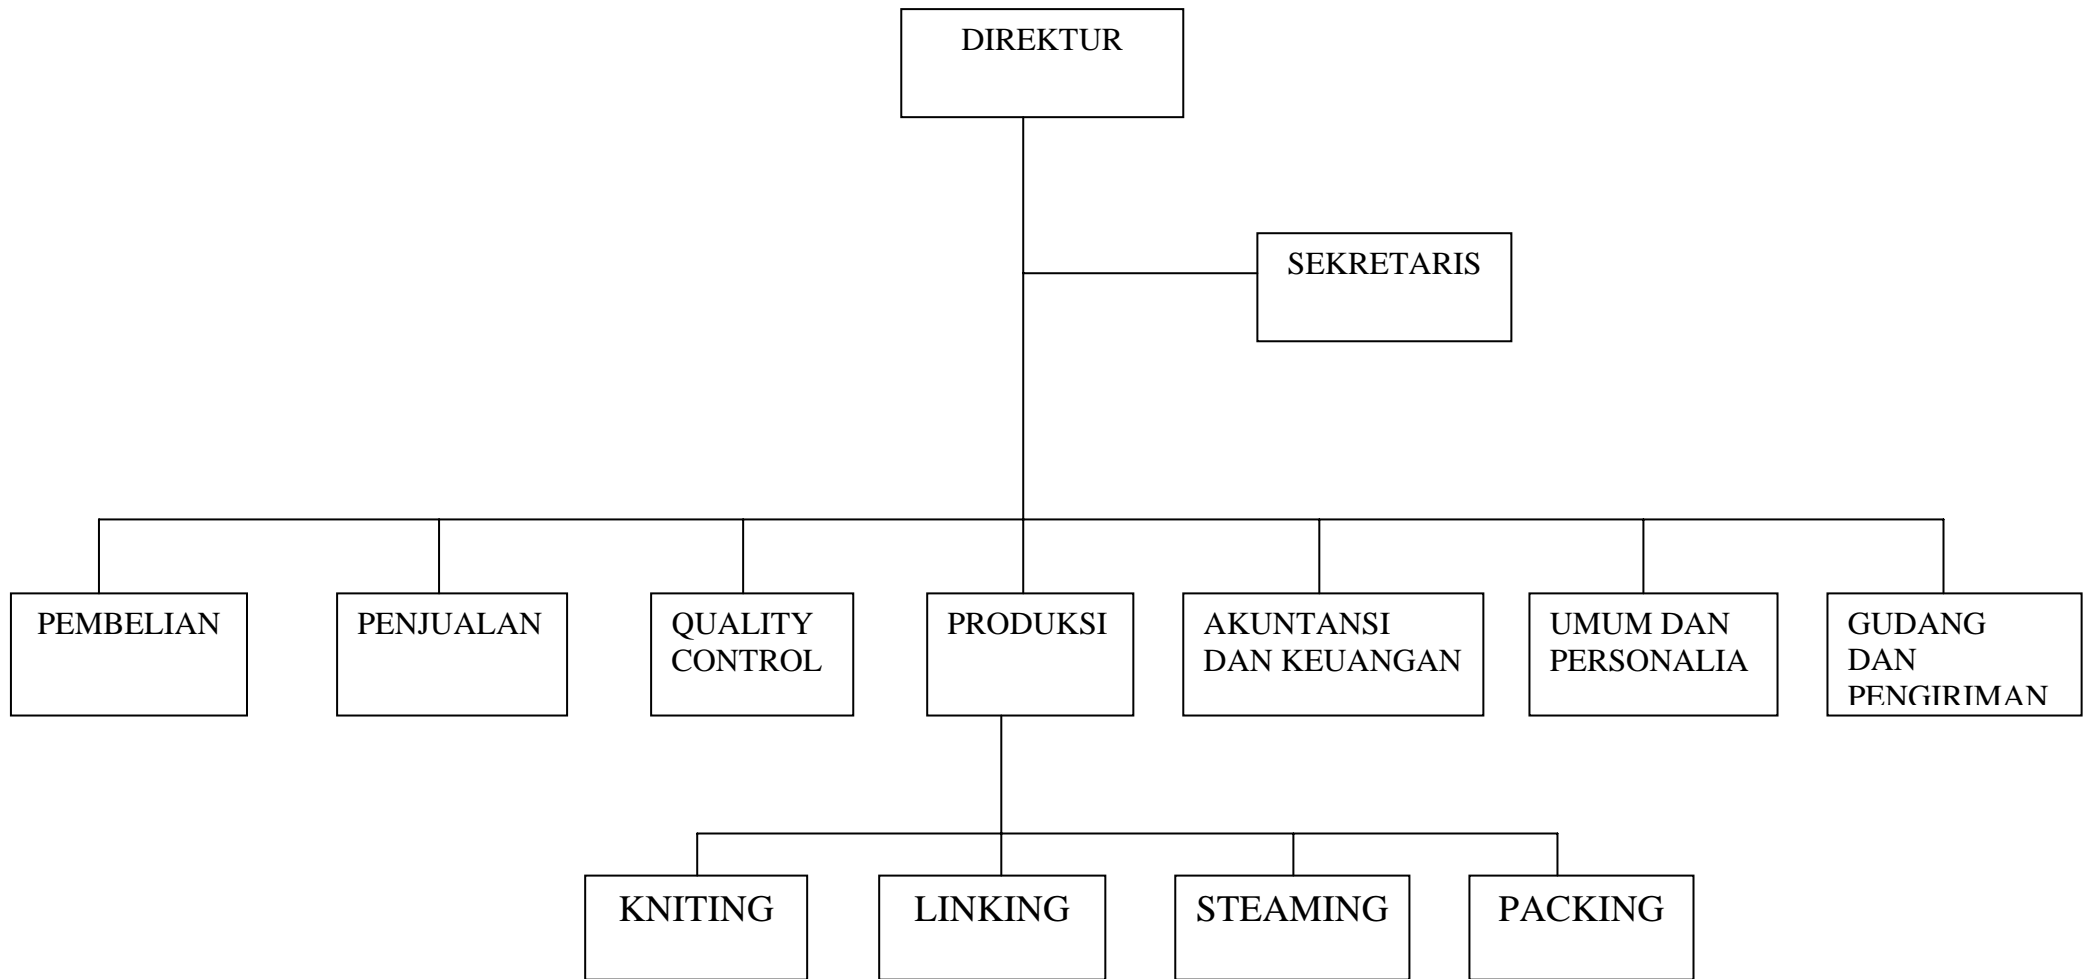 DIREKTUR
SEKRETARIS
PEMBELIAN
PENJUALAN
QUALITY
CONTROL
PRODUKSI
AKUNTANSI
DAN KEUANGAN
UMUM DAN
PERSONALIA
GUDANG
DAN
PENGIRIMAN
KNITING
LINKING
STEAMING
PACKING